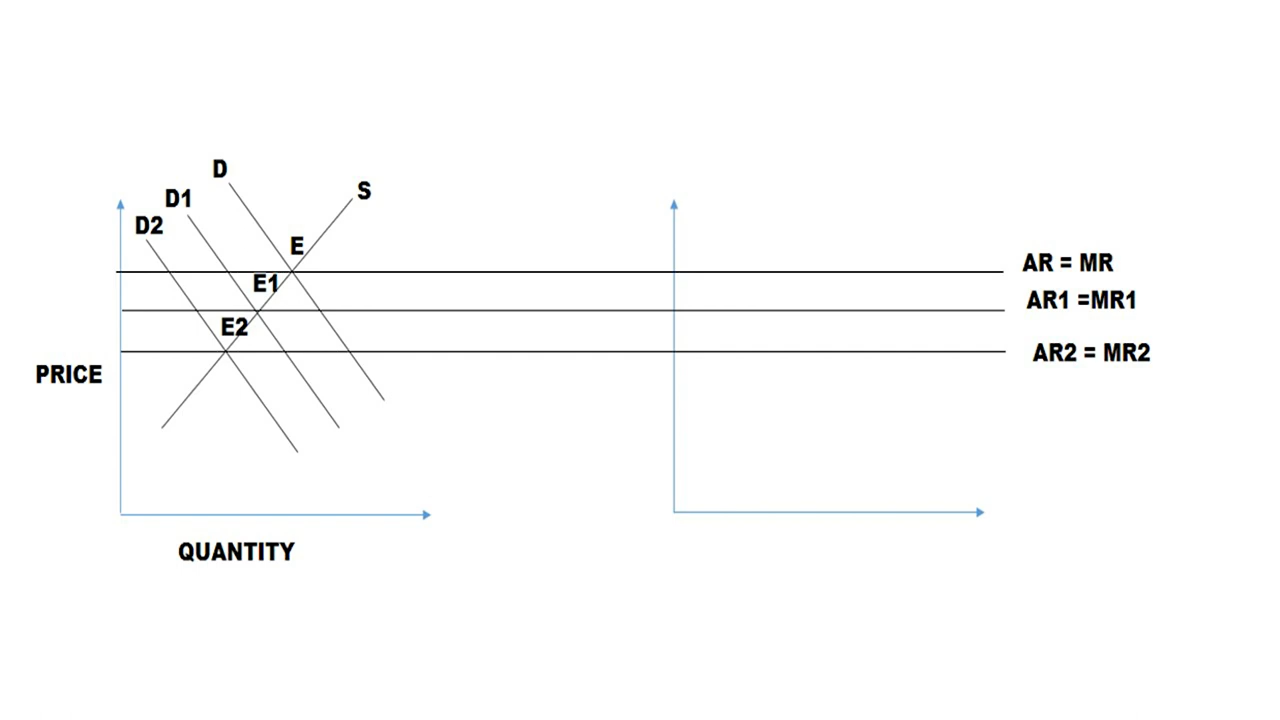 D
D1
S
D2
E
AR = MR
E1
AR1 =MR1
E2
AR2 = MR2
PRICE
QUANTITY